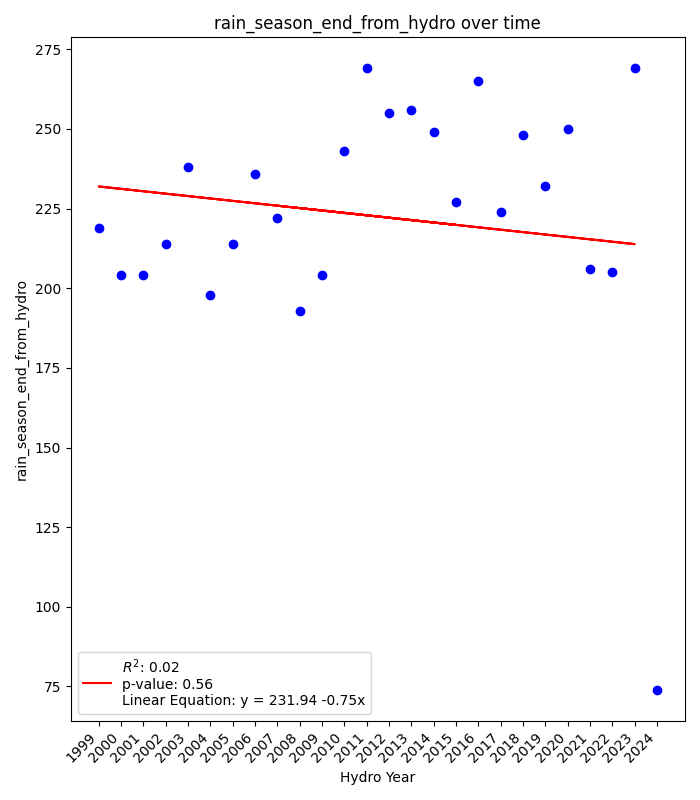 rain_season_end_from_hydro over time
rain_season_end_from_hydro
275
250
225
200
175
150
125
100
75
R²: 0.02
p-value: 0.56
Linear Equation: y = 231.94 -0.75x
1999 2000 2001 2002 2003 2004 2005 2006 2007 2008 2009 2010 2011 2012 2013 2014 2015 2016 2017 2018 2019 2020 2021 2022 2023 2024
Hydro Year